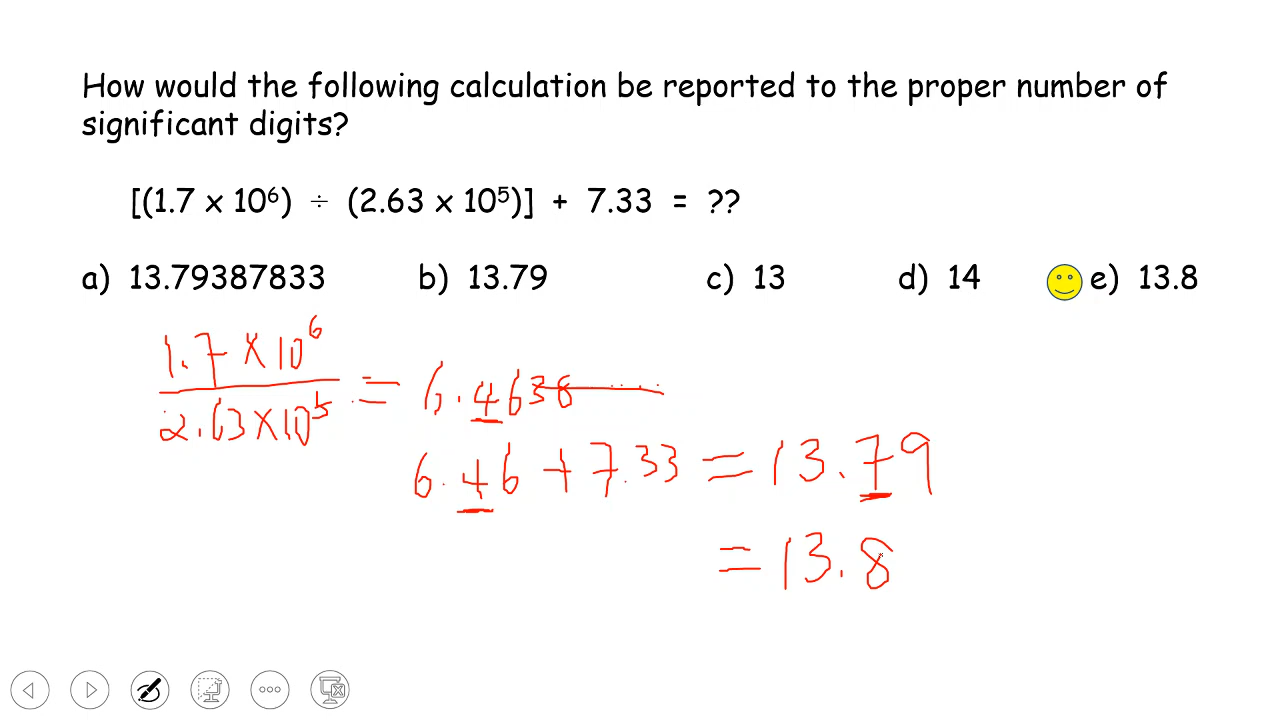 How would the following calculation be reported to the proper number of
significant digits?
[(1.7 x 10⁶) ÷ (2.63 x 10⁵)] + 7.33 = ??
a) 13.79387833 b) 13.79 c) 13 d) 14 e) 13.8
1.7 × 10⁶
2.63 × 10⁵
= 6.4638.....
6.46 + 7.33 = 13.79
= 13.8